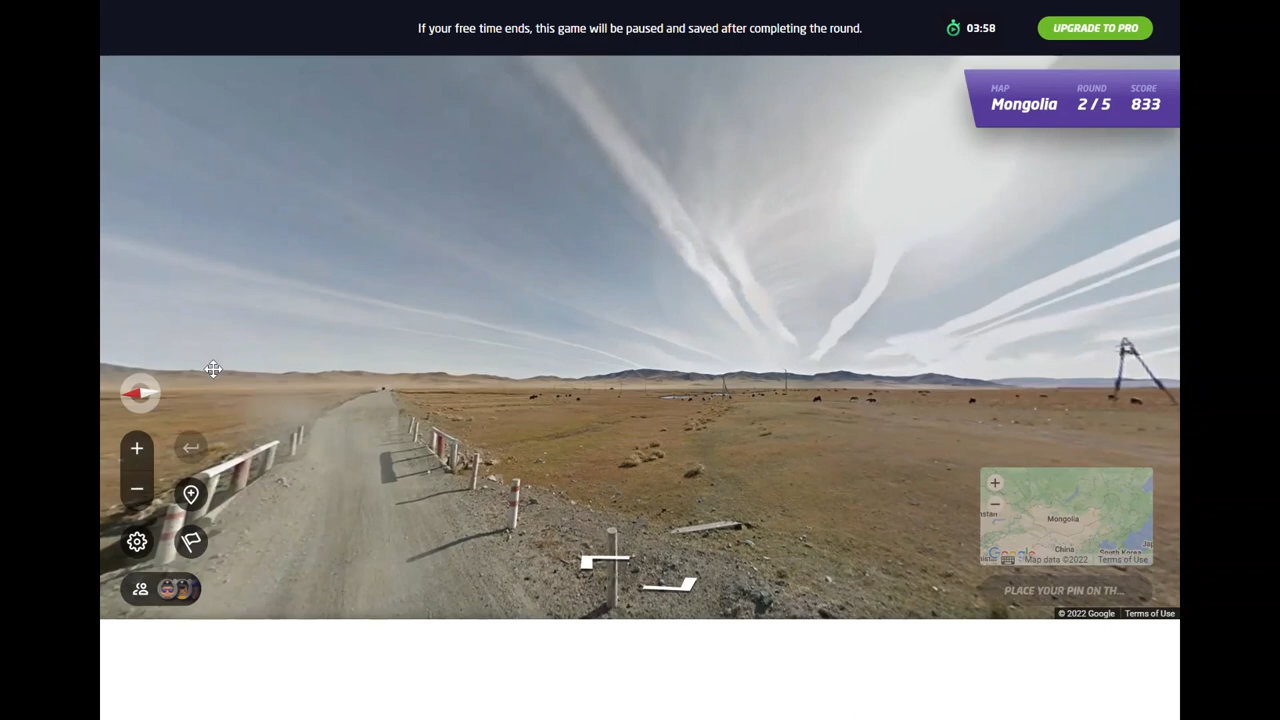 If your free time ends, this game will be paused and saved after completing the round.
03:58
UPGRADE TO PRO
MAP ROUND SCORE
Mongolia 2 / 5 833
Mongolia
China
South Korea
Google
Map data ©2022 Terms of Use
PLACE YOUR PIN ON TH...
© 2022 Google Terms of Use